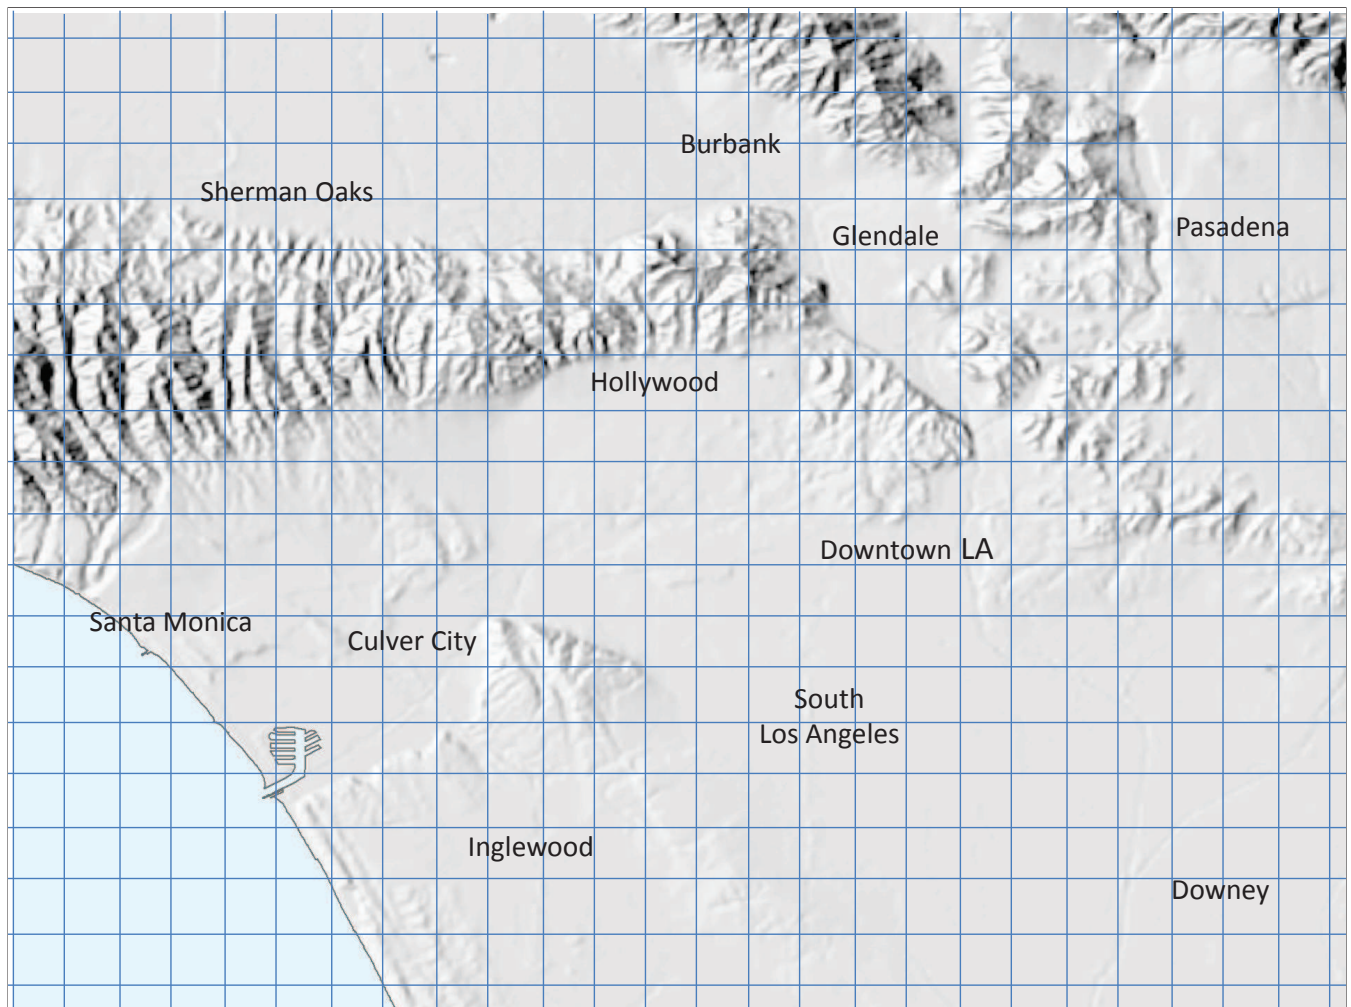 Burbank
Sherman Oaks
Pasadena
Glendale
Hollywood
Downtown LA
Santa Monica
Culver City
South
Los Angeles
Inglewood
Downey